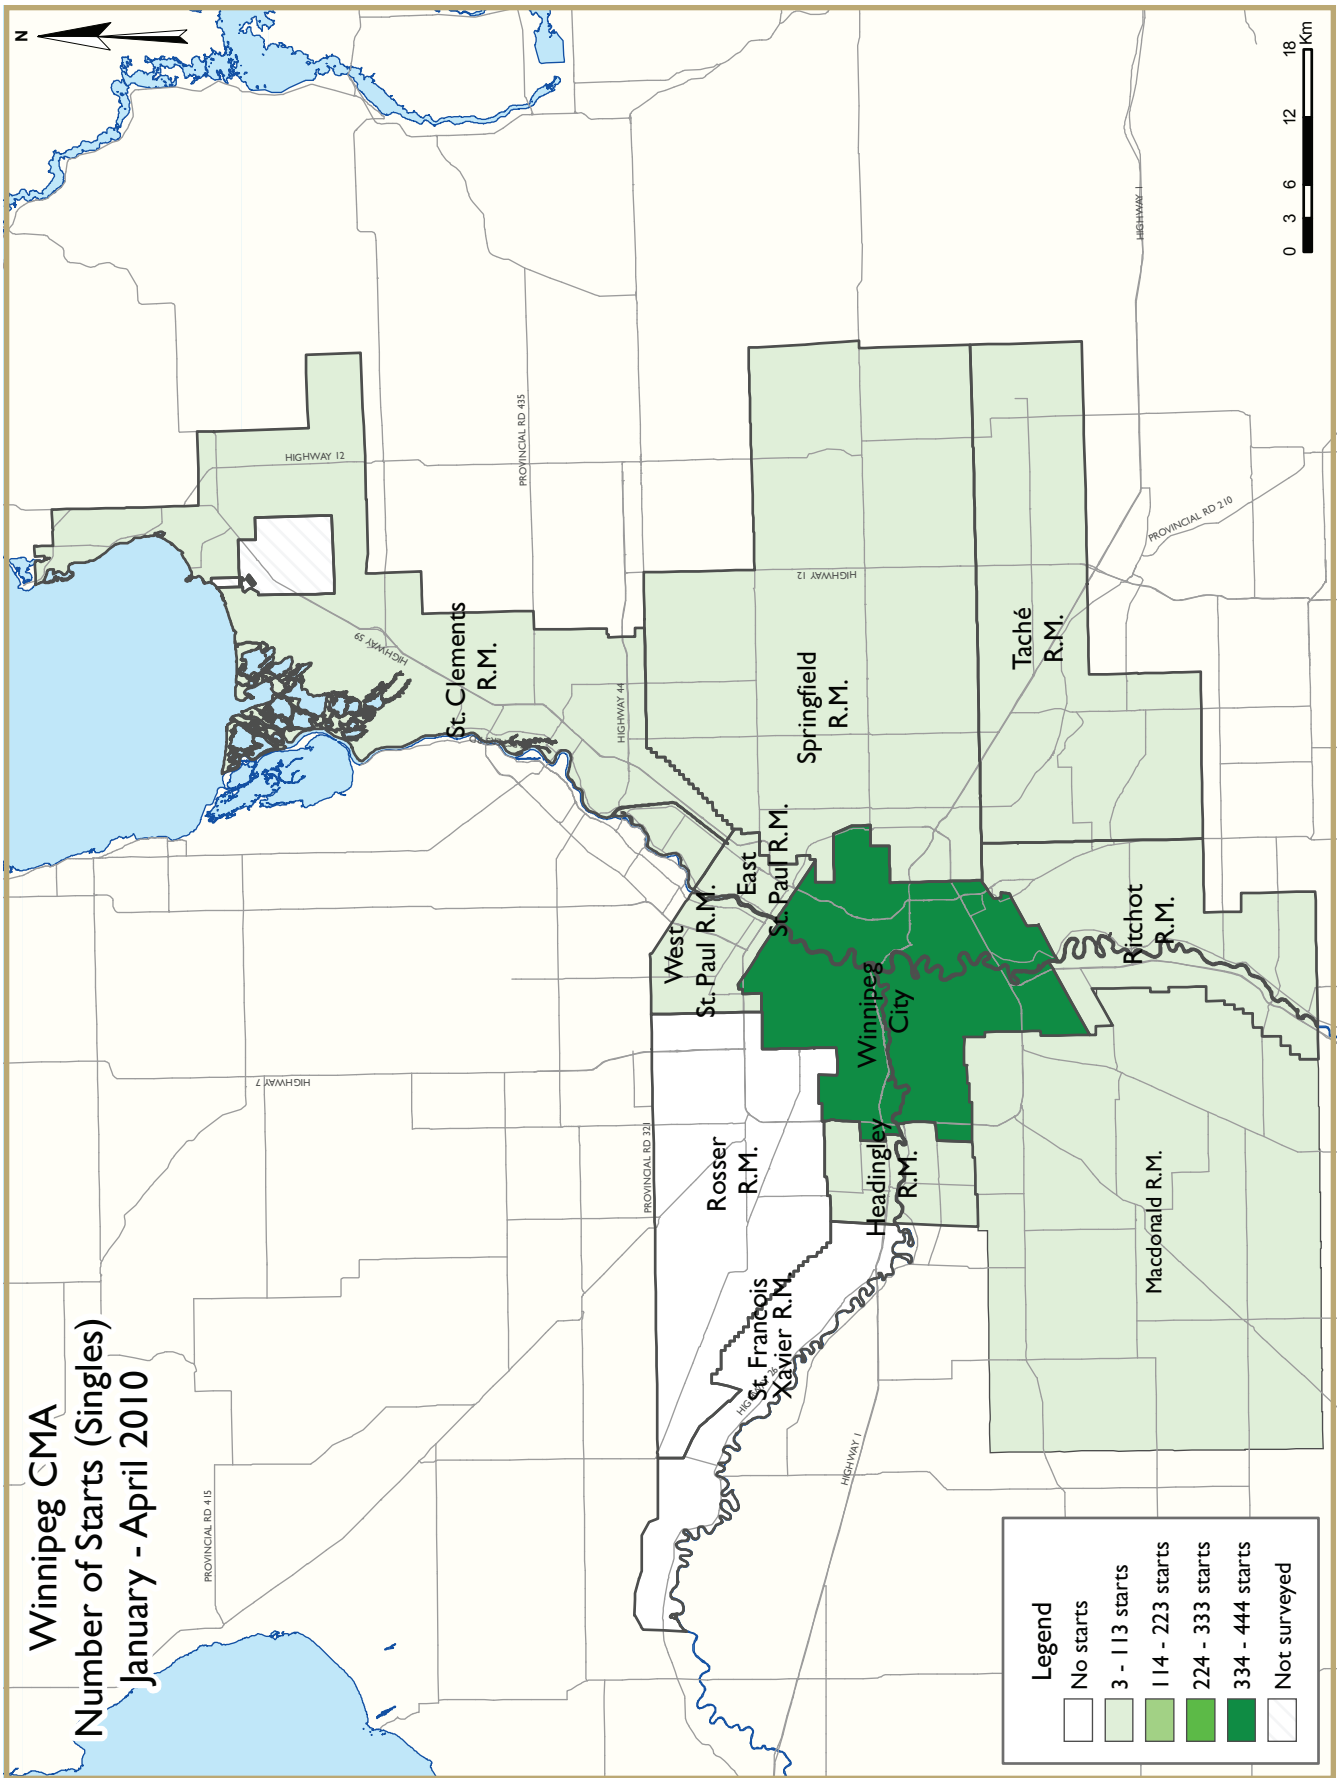 Winnipeg CMA
Number of Starts (Singles)
January - April 2010
N
PROVINCIAL RD 415
HIGHWAY 7
HIGHWAY 12
PROVINCIAL RD 435
HIGHWAY 59
St. Clements
R.M.
HIGHWAY 44
PROVINCIAL RD 321
West
St. Paul R.M.
East
St. Paul R.M.
Springfield
R.M.
HIGHWAY 12
Rosser
R.M.
St. Francois
Xavier R.M.
HIGHWAY 26
Winnipeg
City
Headingley
R.M.
HIGHWAY 1
Taché
R.M.
HIGHWAY 1
PROVINCIAL RD 210
Ritchot
R.M.
Macdonald R.M.
Legend
No starts
3 - 113 starts
114 - 223 starts
224 - 333 starts
334 - 444 starts
Not surveyed
0 3 6 12 18
Km